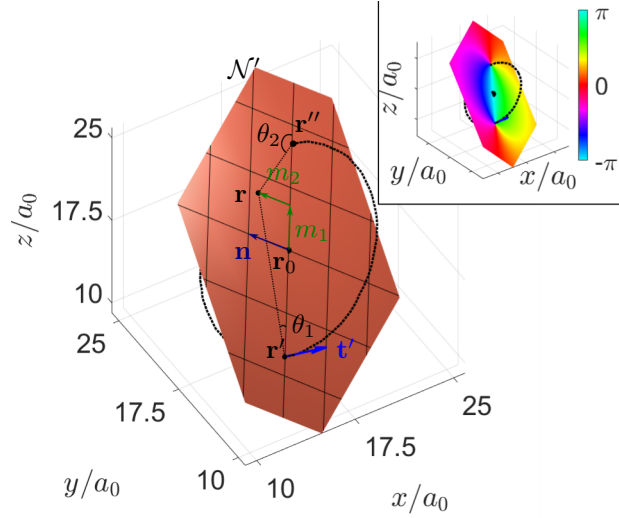 𝒩′
π
0
-π
z/a₀
y/a₀
x/a₀
25
17.5
10
z/a₀
θ₂
r′′
m₂
r
m₁
n
r₀
θ₁
r′
t′
25
17.5
10
y/a₀
10
17.5
25
x/a₀